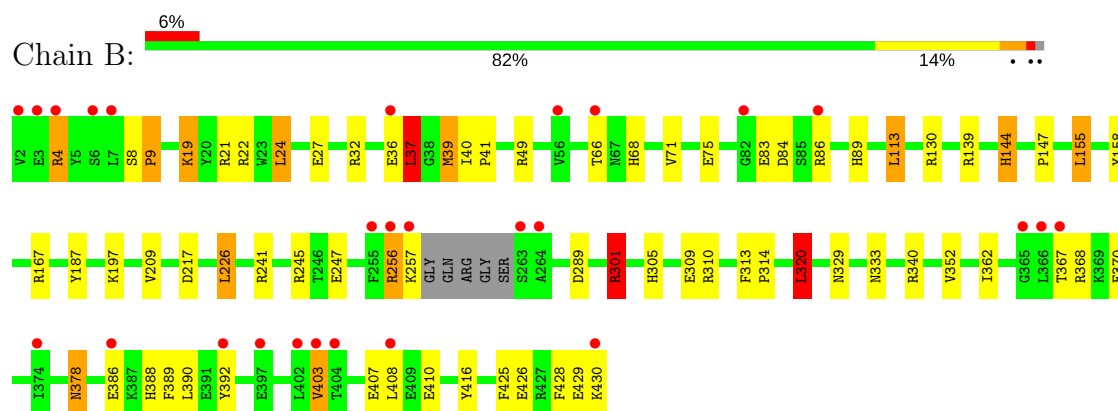 6%
Chain B:
82% 14% • ••
V2 E3 R4 Y5 S6 L7 S8 P9 K19 Y20 R21 R22 W23 L24 E27 R32 E36 L37 G38 M39 I40 P41 R49 V56 T66 N67 H68 V71 E75 G82 E83 D84 S85 R86 H89 L113 R130 R139 H144 P147 L155 Y158
R167 Y187 K197 V209 D217 L226 R241 R245 T246 E247 F255 R256 K257 GLY GLN ARG GLY SER S263 A264 D289 R301 H305 E309 R310 F313 P314 L320 N329 N333 R340 V352 I362 G365 L366 T367 R368 K369 E370
I374 N378 E386 K387 H388 F389 L390 E391 Y392 E397 L402 V403 T404 E407 L408 E409 E410 Y416 F425 E426 R427 F428 E429 K430